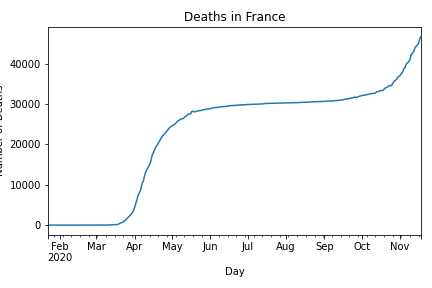 Deaths in France
Number of Deaths
40000
30000
20000
10000
0
Feb Mar Apr May Jun Jul Aug Sep Oct Nov
2020
Day